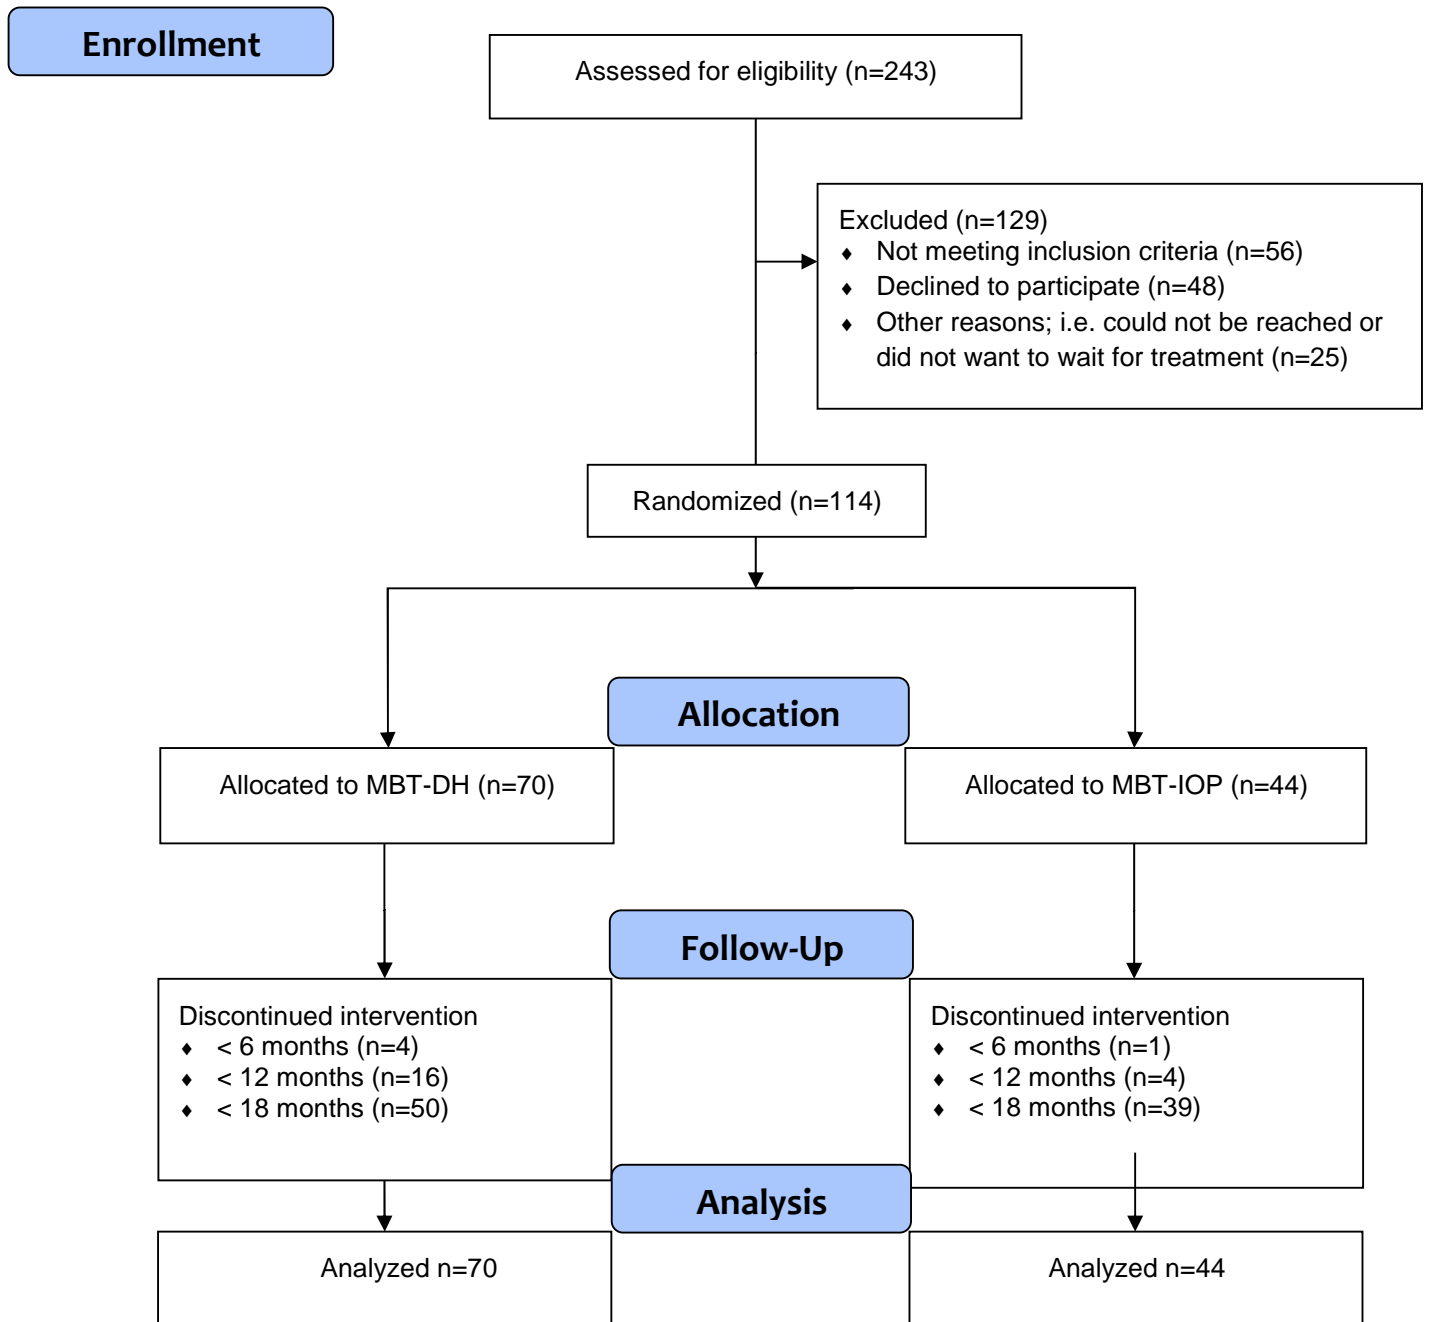 Enrollment
Assessed for eligibility (n=243)
Excluded (n=129)
♦ Not meeting inclusion criteria (n=56)
♦ Declined to participate (n=48)
♦ Other reasons; i.e. could not be reached or
did not want to wait for treatment (n=25)
Randomized (n=114)
Allocation
Allocated to MBT-DH (n=70)
Allocated to MBT-IOP (n=44)
Follow-Up
Discontinued intervention
♦ < 6 months (n=4)
♦ < 12 months (n=16)
♦ < 18 months (n=50)
Discontinued intervention
♦ < 6 months (n=1)
♦ < 12 months (n=4)
♦ < 18 months (n=39)
Analysis
Analyzed n=70
Analyzed n=44